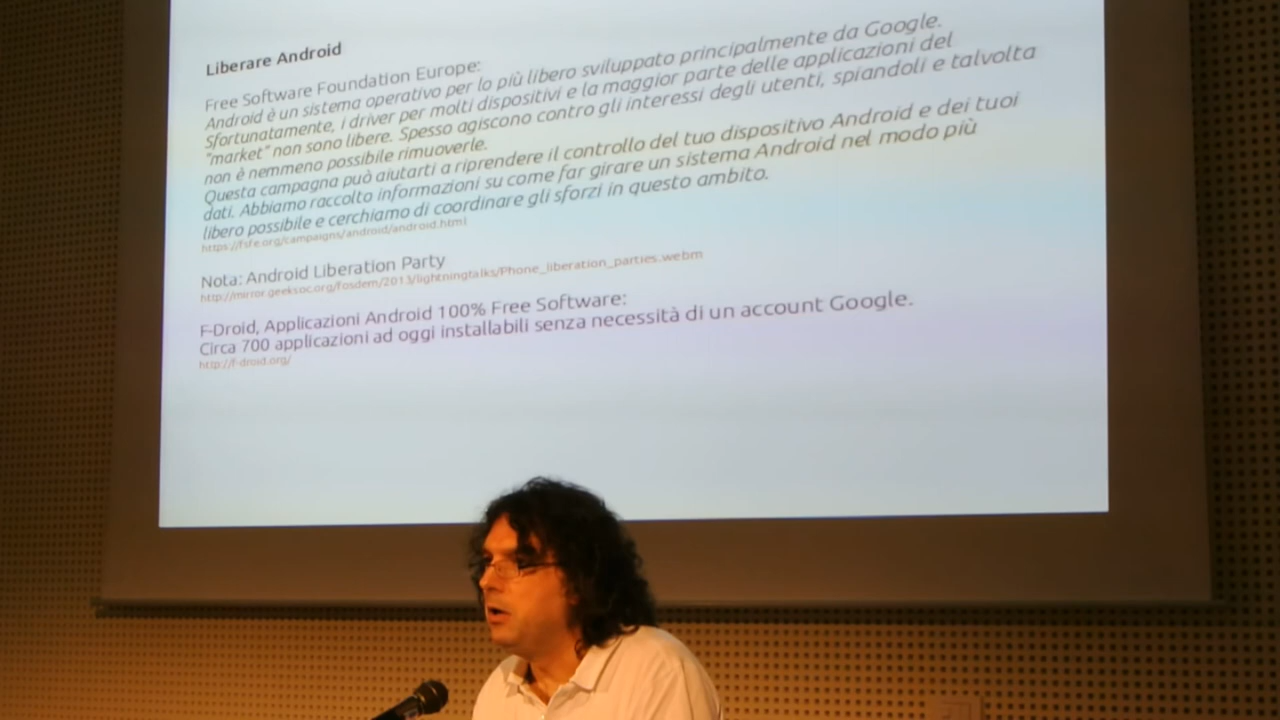 Liberare Android
Free Software Foundation Europe:
Android è un sistema operativo per lo più libero sviluppato principalmente da Google.
Sfortunatamente, i driver per molti dispositivi e la maggior parte delle applicazioni del
"market" non sono libere. Spesso agiscono contro gli interessi degli utenti, spiandoli e talvolta
non è nemmeno possibile rimuoverle.
Questa campagna può aiutarti a riprendere il controllo del tuo dispositivo Android e dei tuoi
dati. Abbiamo raccolto informazioni su come far girare un sistema Android nel modo più
libero possibile e cerchiamo di coordinare gli sforzi in questo ambito.
https://fsfe.org/campaigns/android/android.html
Nota: Android Liberation Party
http://mirror.geeksoc.org/fosdem/2013/lightningtalks/Phone_liberation_parties.webm
F-Droid, Applicazioni Android 100% Free Software:
Circa 700 applicazioni ad oggi installabili senza necessità di un account Google.
http://f-droid.org/